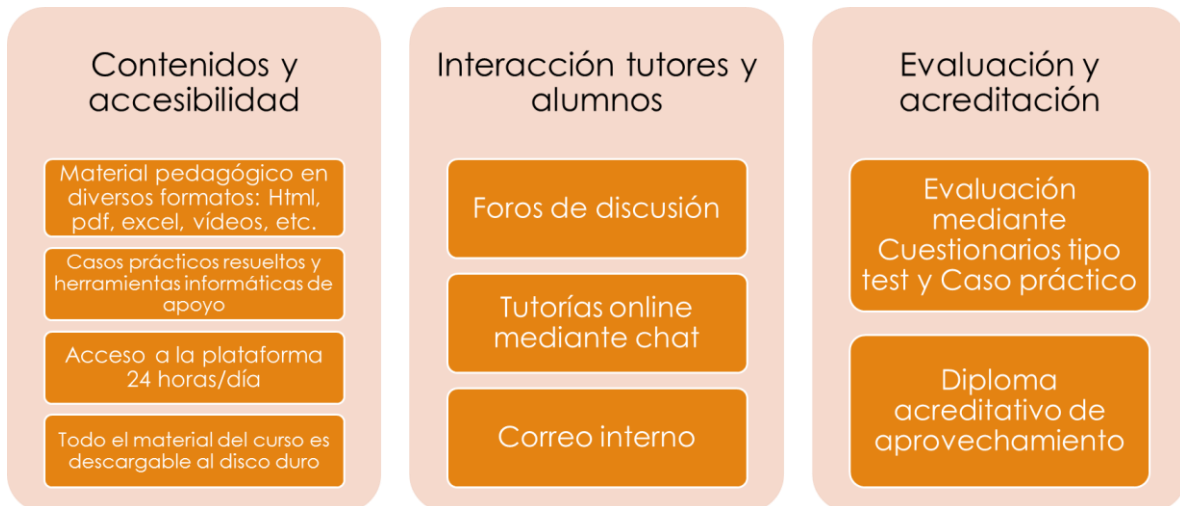 Contenidos y
accesibilidad
Material pedagógico en
diversos formatos: Html,
pdf, excel, vídeos, etc.
Casos prácticos resueltos y
herramientas informáticas de
apoyo
Acceso a la plataforma
24 horas/día
Todo el material del curso es
descargable al disco duro
Interacción tutores y
alumnos
Foros de discusión
Tutorías online
mediante chat
Correo interno
Evaluación y
acreditación
Evaluación
mediante
Cuestionarios tipo
test y Caso práctico
Diploma
acreditativo de
aprovechamiento